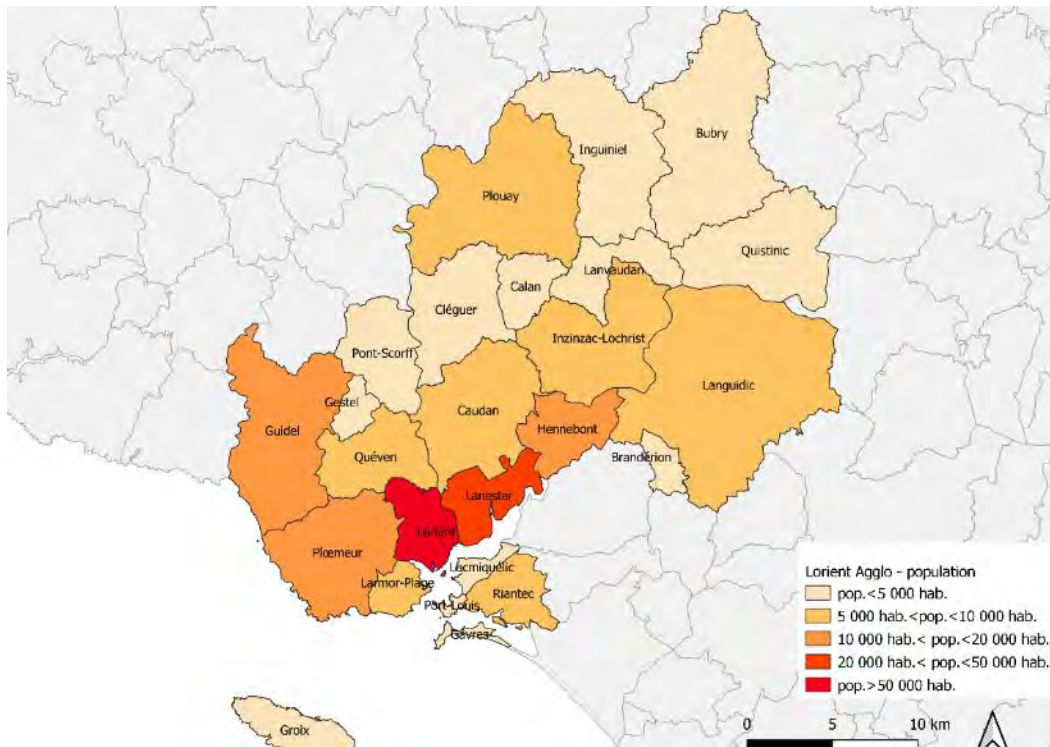 Bubry
Inguiniel
Plouay
Quistinic
Lanvaudan
Calan
Cléguer
Inzinzac-Lochrist
Pont-Scorff
Languidic
Gestel
Caudan
Hennebont
Guidel
Quéven
Brandérion
Lanester
Lorient
Plœmeur
Locmiquélic
Larmor-Plage
Riantec
Port-Louis
Gâvres
Groix
Lorient Agglo - population
pop.<5 000 hab.
5 000 hab.<pop.<10 000 hab.
10 000 hab.< pop.<20 000 hab.
20 000 hab.< pop.<50 000 hab.
pop.>50 000 hab.
0 5 10 km